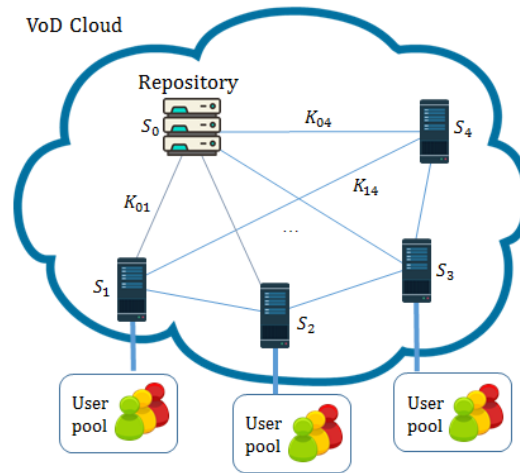 VoD Cloud
Repository
S₀
K₀₄
S₄
K₀₁
K₁₄
...
S₁
S₂
S₃
User
pool
User
pool
User
pool